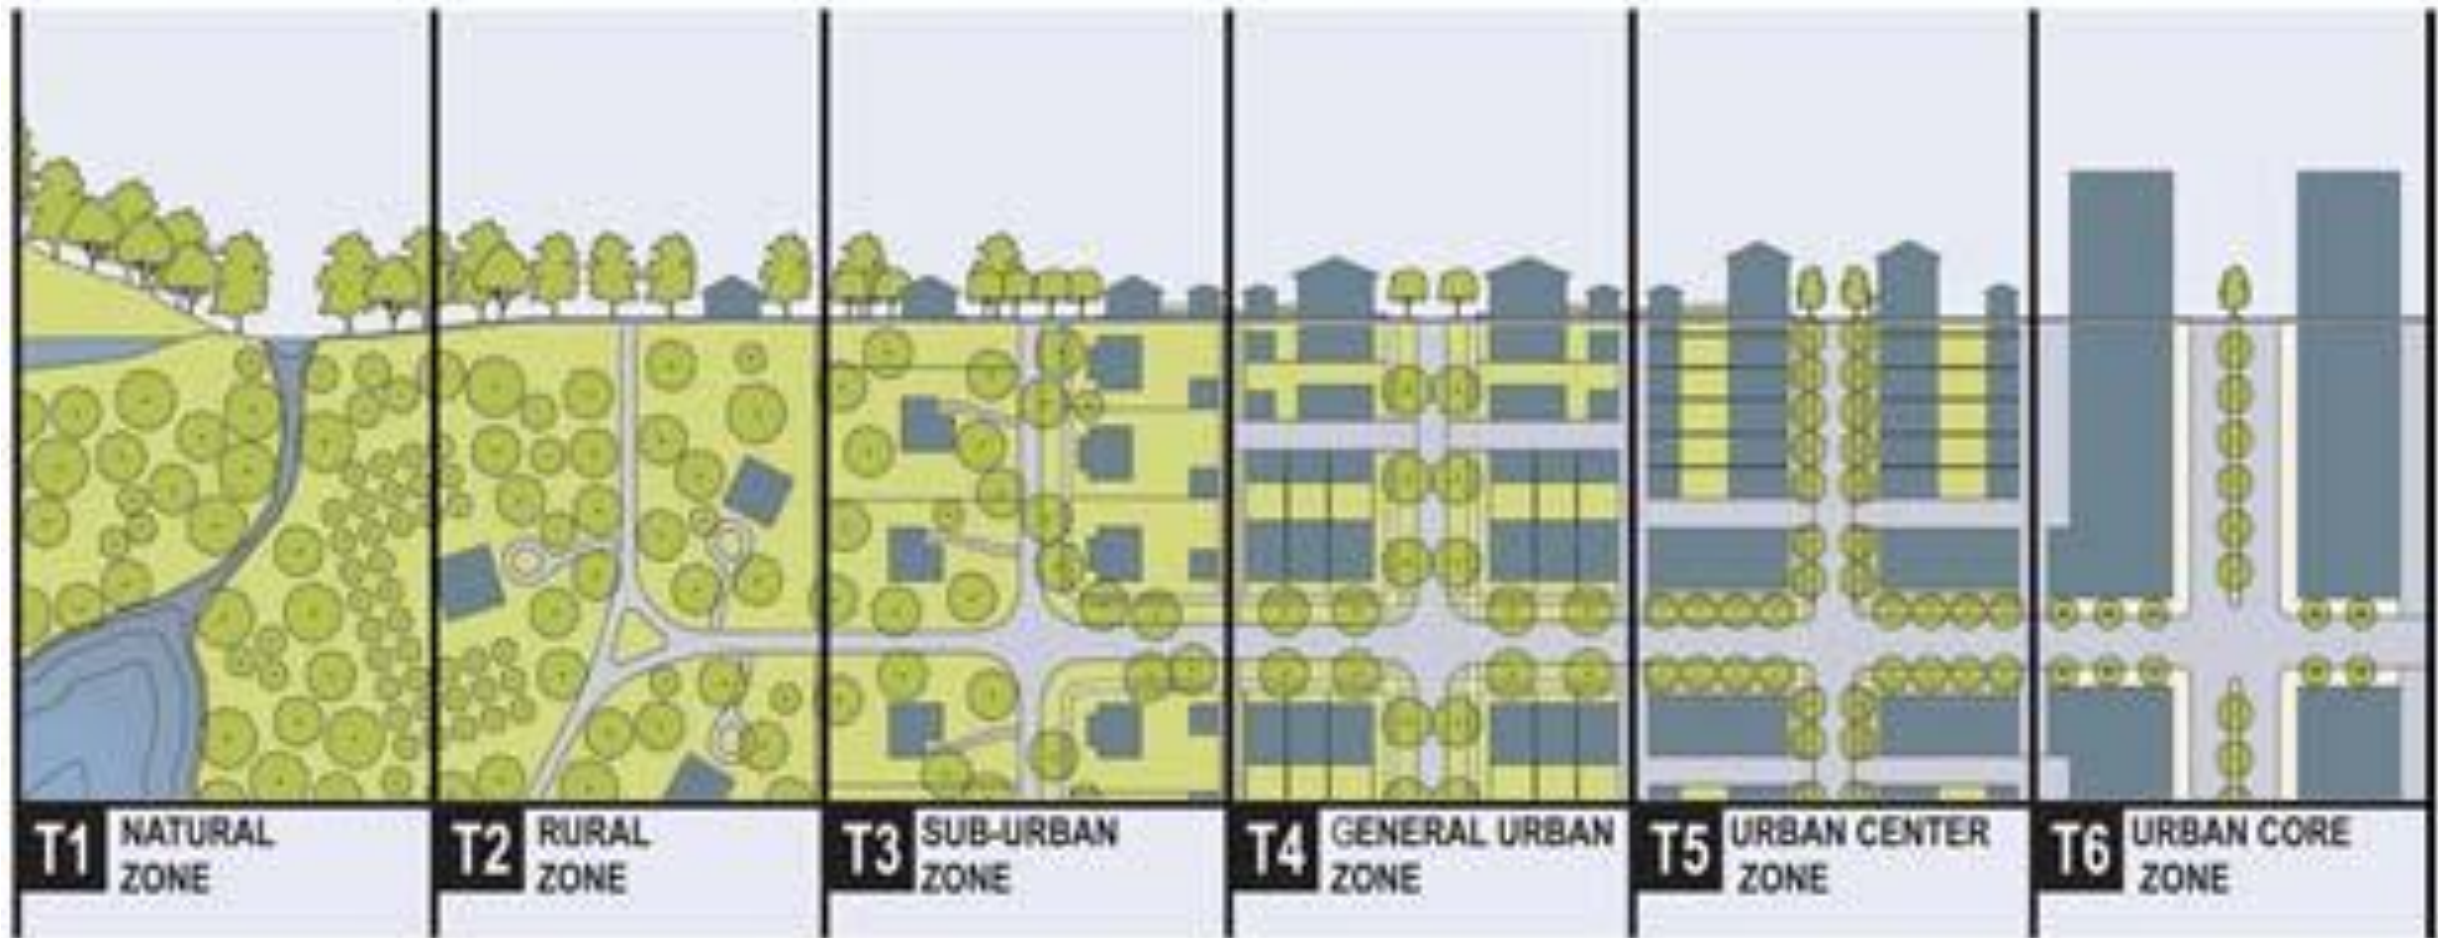 T1 NATURAL
ZONE
T2 RURAL
ZONE
T3 SUB-URBAN
ZONE
T4 GENERAL URBAN
ZONE
T5 URBAN CENTER
ZONE
T6 URBAN CORE
ZONE